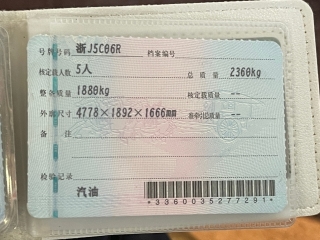 号牌号码 浙J5C06R 档案编号
核定载人数 5人 总质量 2360kg
整备质量 1880kg 核定载质量 --
外廓尺寸 4778×1892×1666mm 准牵引总质量 --
备注
检验记录
汽油
*3360035277291*